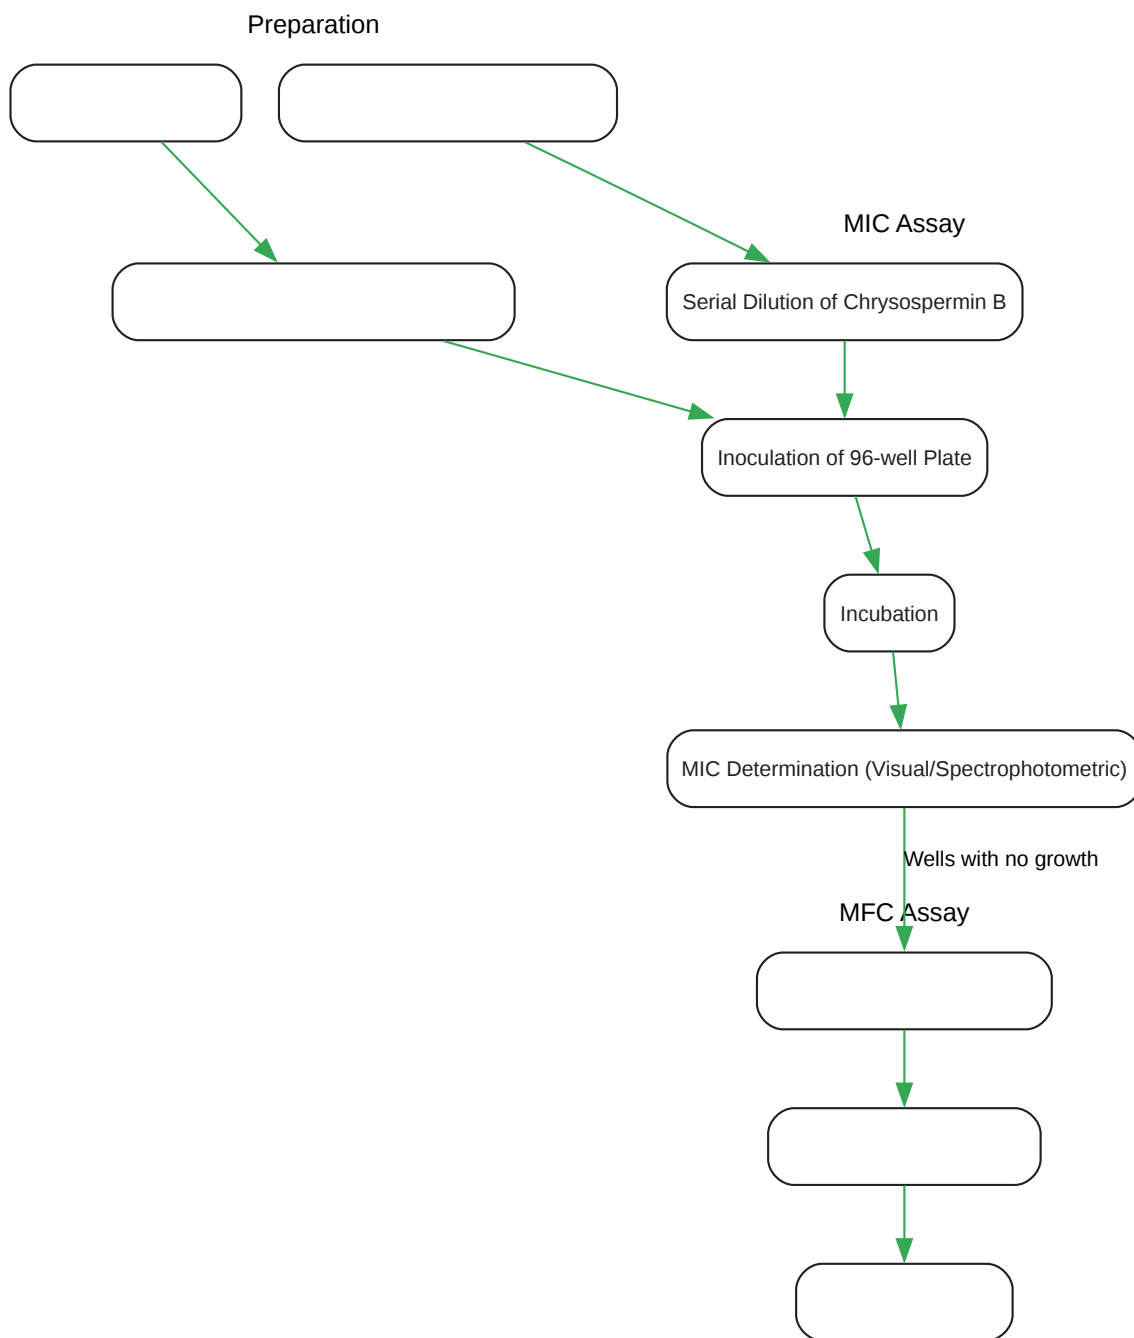 Preparation
MIC Assay
Serial Dilution of Chrysospermin B
Inoculation of 96-well Plate
Incubation
MIC Determination (Visual/Spectrophotometric)
Wells with no growth
MFC Assay